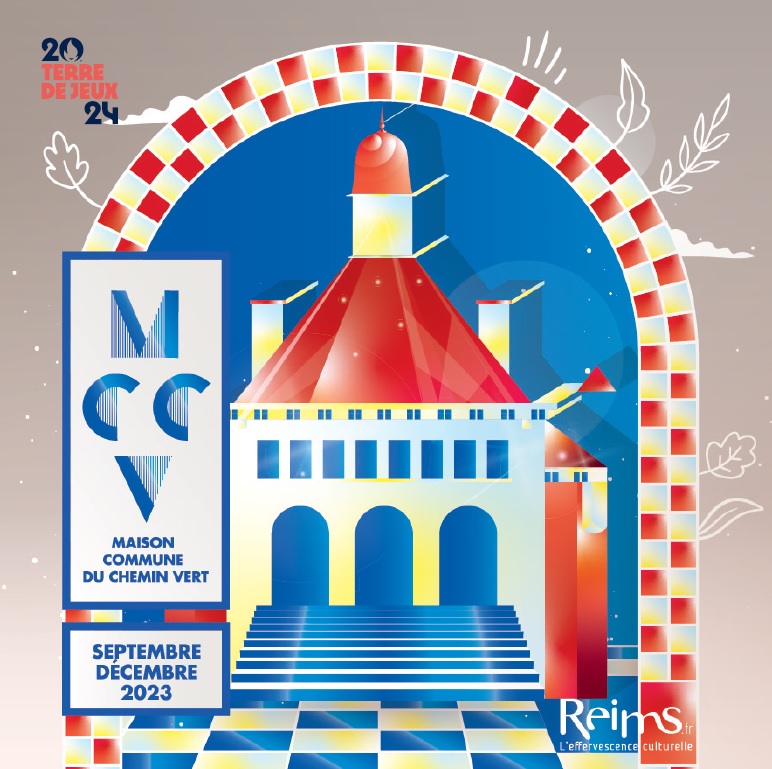 20
TERRE
DE JEUX
24
MCCV
MAISON
COMMUNE
DU CHEMIN VERT
SEPTEMBRE
DÉCEMBRE
2023
Reims.fr
L'effervescence culturelle